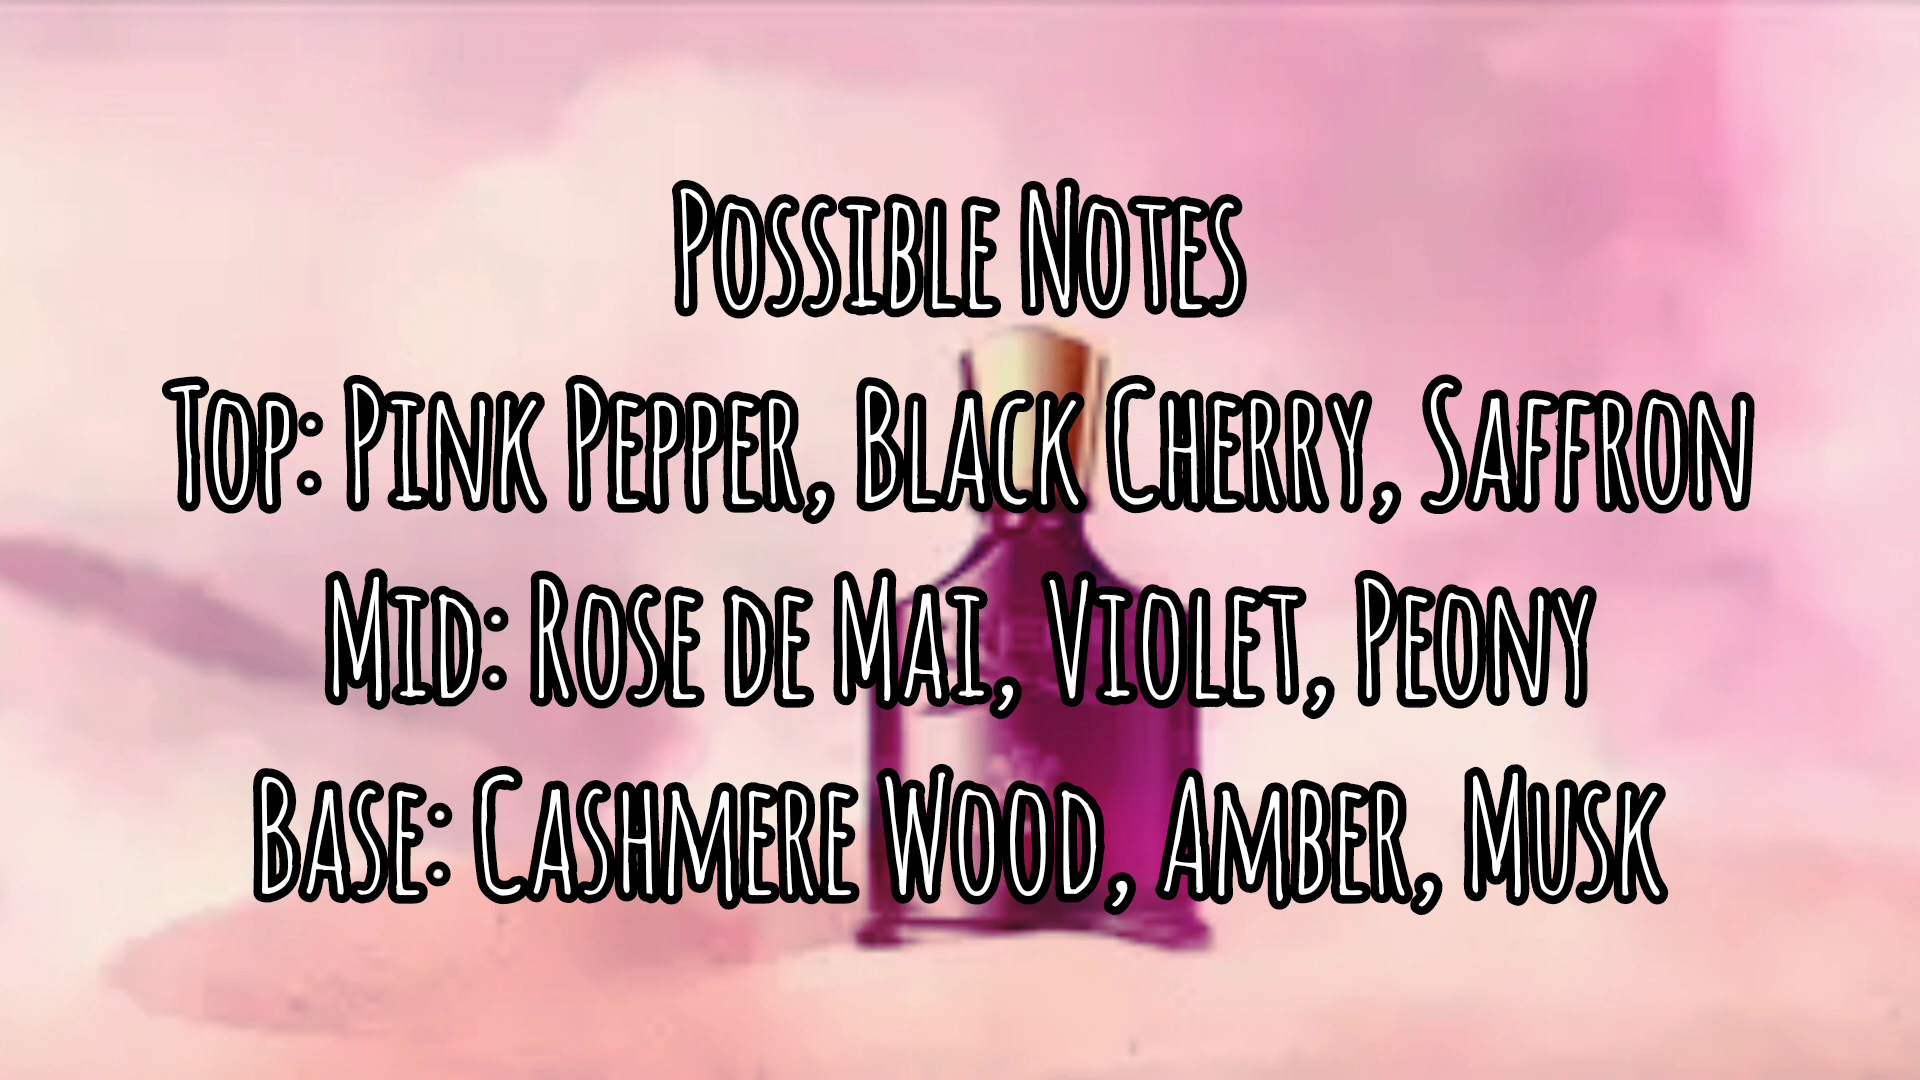 Possible Notes
Top: Pink Pepper, Black Cherry, Saffron
Mid: Rose de Mai, Violet, Peony
Base: Cashmere Wood, Amber, Musk